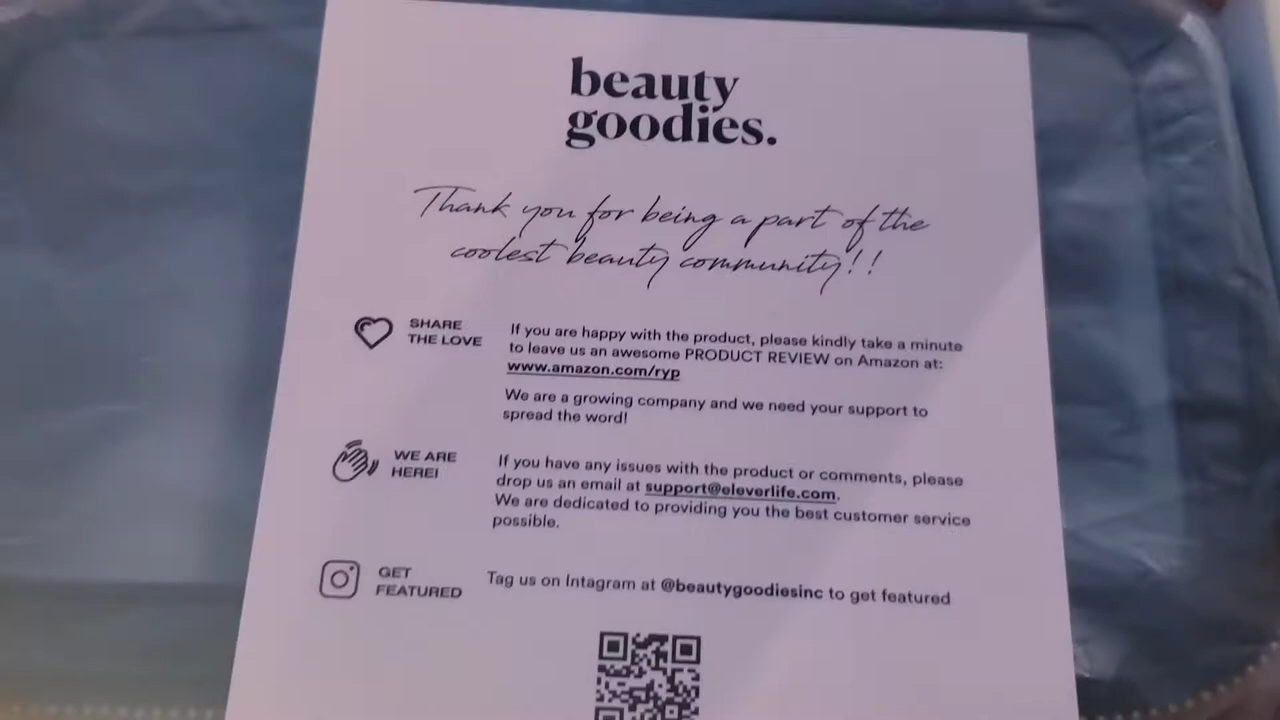 beauty
goodies.
Thank you for being a part of the
coolest beauty community!!
SHARE
THE LOVE
If you are happy with the product, please kindly take a minute
to leave us an awesome PRODUCT REVIEW on Amazon at:
www.amazon.com/ryp
We are a growing company and we need your support to
spread the word!
WE ARE
HERE!
If you have any issues with the product or comments, please
drop us an email at support@eleverlife.com.
We are dedicated to providing you the best customer service
possible.
GET
FEATURED
Tag us on Intagram at @beautygoodiesinc to get featured